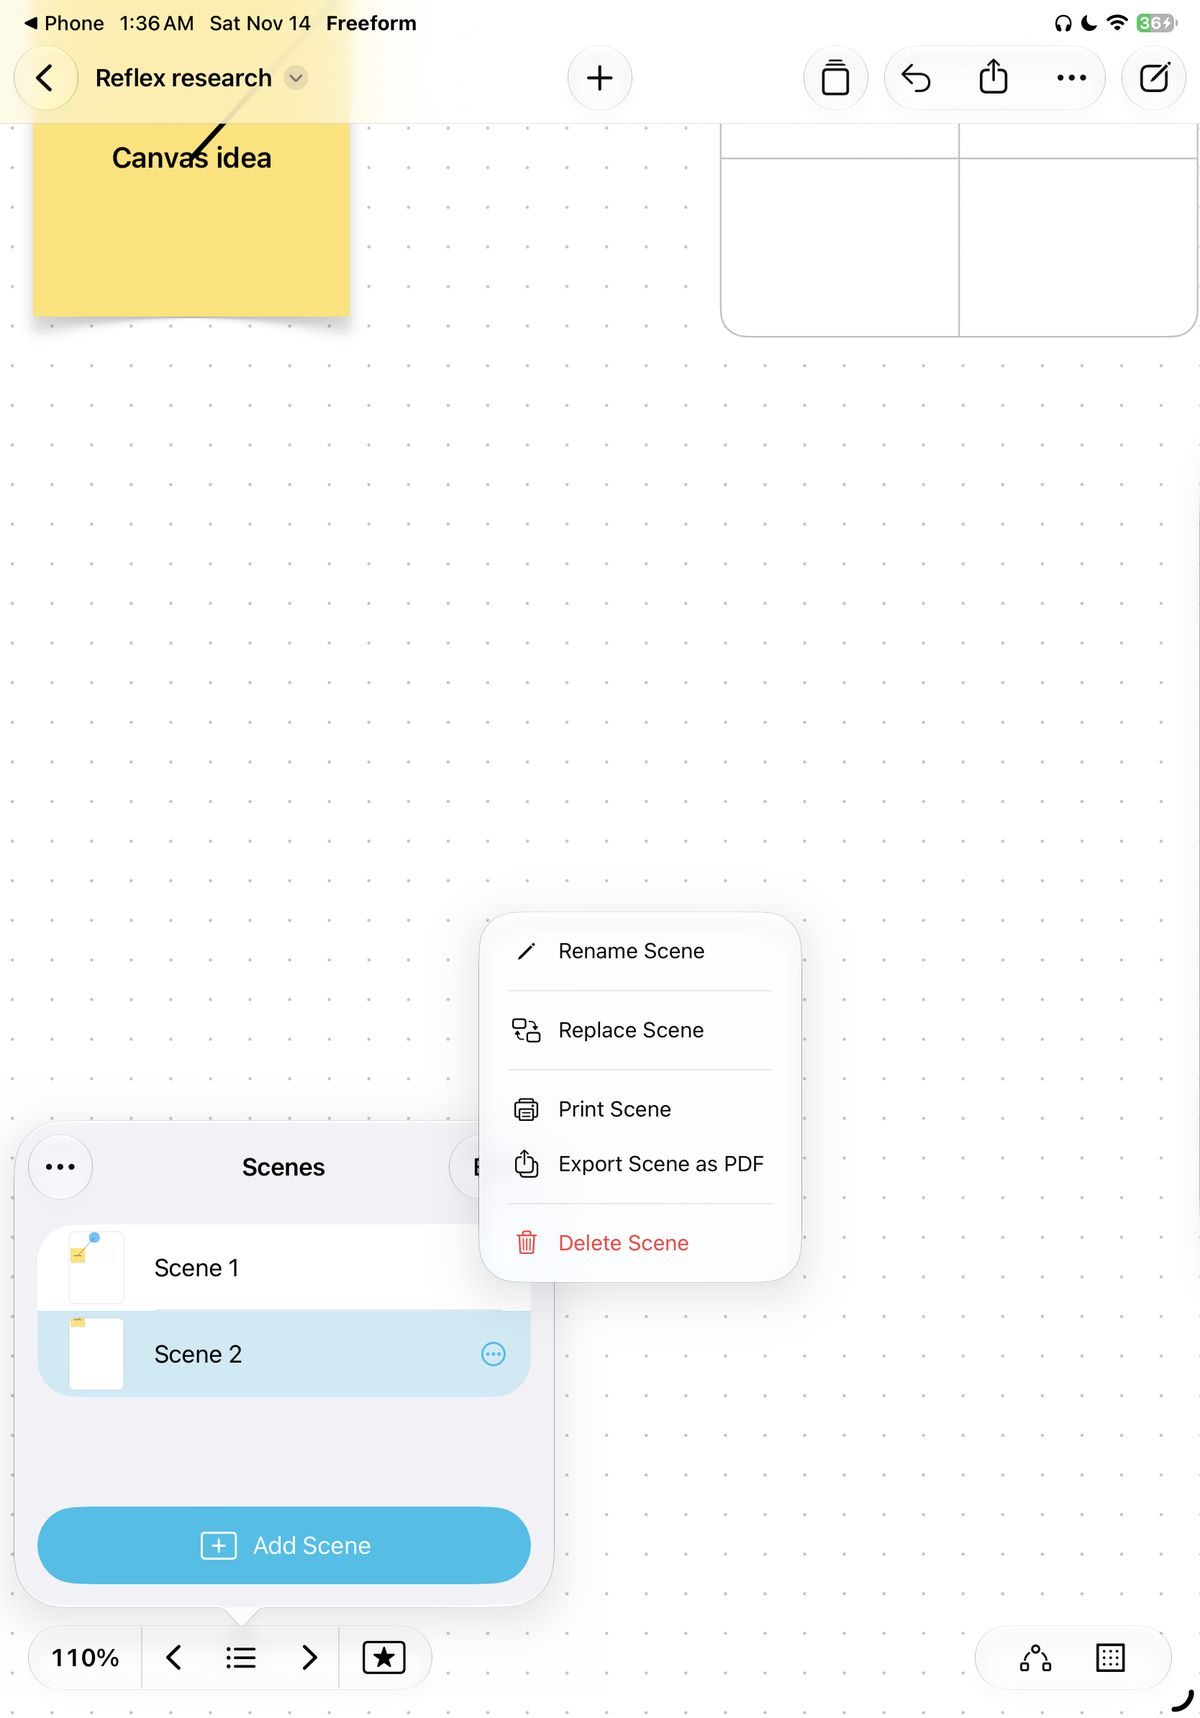 Phone 1:36 AM Sat Nov 14 Freeform 36
Reflex research
Canvas idea
Rename Scene
Replace Scene
Print Scene
Export Scene as PDF
Delete Scene
Scenes
Scene 1
Scene 2
Add Scene
110%